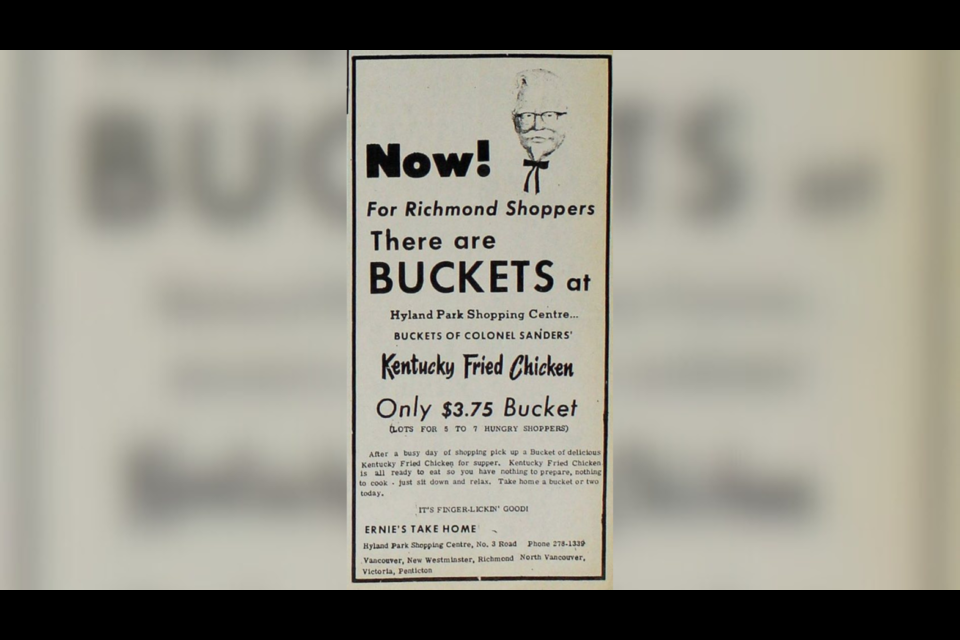 Now!
For Richmond Shoppers
There are
BUCKETS at
Hyland Park Shopping Centre...
BUCKETS OF COLONEL SANDERS'
Kentucky Fried Chicken
Only $3.75 Bucket
(LOTS FOR 5 TO 7 HUNGRY SHOPPERS)
After a busy day of shopping pick up a Bucket of delicious
Kentucky Fried Chicken for supper. Kentucky Fried Chicken
is all ready to eat so you have nothing to prepare, nothing
to cook - just sit down and relax. Take home a bucket or two
today.
IT'S FINGER-LICKIN' GOOD!
ERNIE'S TAKE HOME
Hyland Park Shopping Centre, No. 3 Road Phone 278-1339
Vancouver, New Westminster, Richmond North Vancouver,
Victoria, Penticton